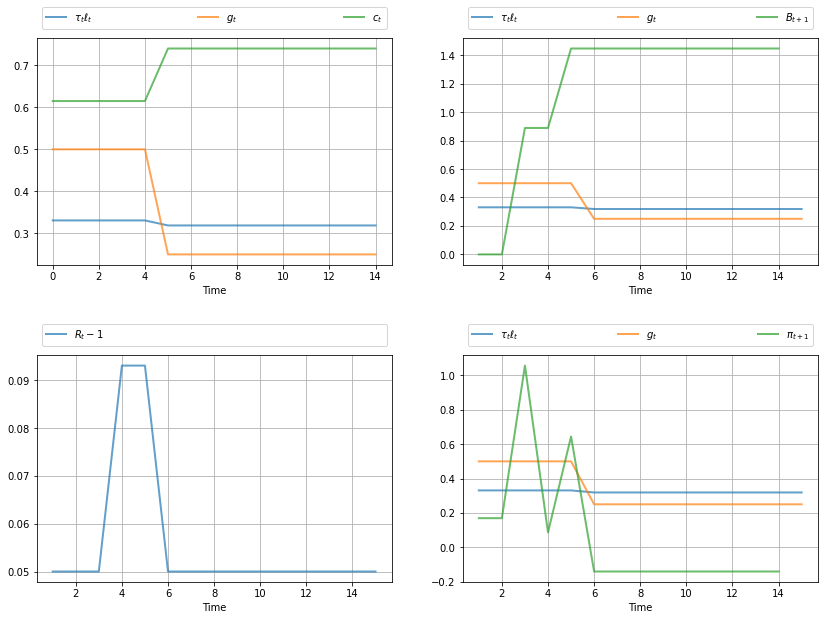 τₜℓₜ gₜ cₜ
0.7
0.6
0.5
0.4
0.3
0 2 4 6 8 10 12 14
Time
τₜℓₜ gₜ Bₜ₊₁
1.4
1.2
1.0
0.8
0.6
0.4
0.2
0.0
2 4 6 8 10 12 14
Time
Rₜ − 1
0.09
0.08
0.07
0.06
0.05
2 4 6 8 10 12 14
Time
τₜℓₜ gₜ πₜ₊₁
1.0
0.8
0.6
0.4
0.2
0.0
−0.2
2 4 6 8 10 12 14
Time